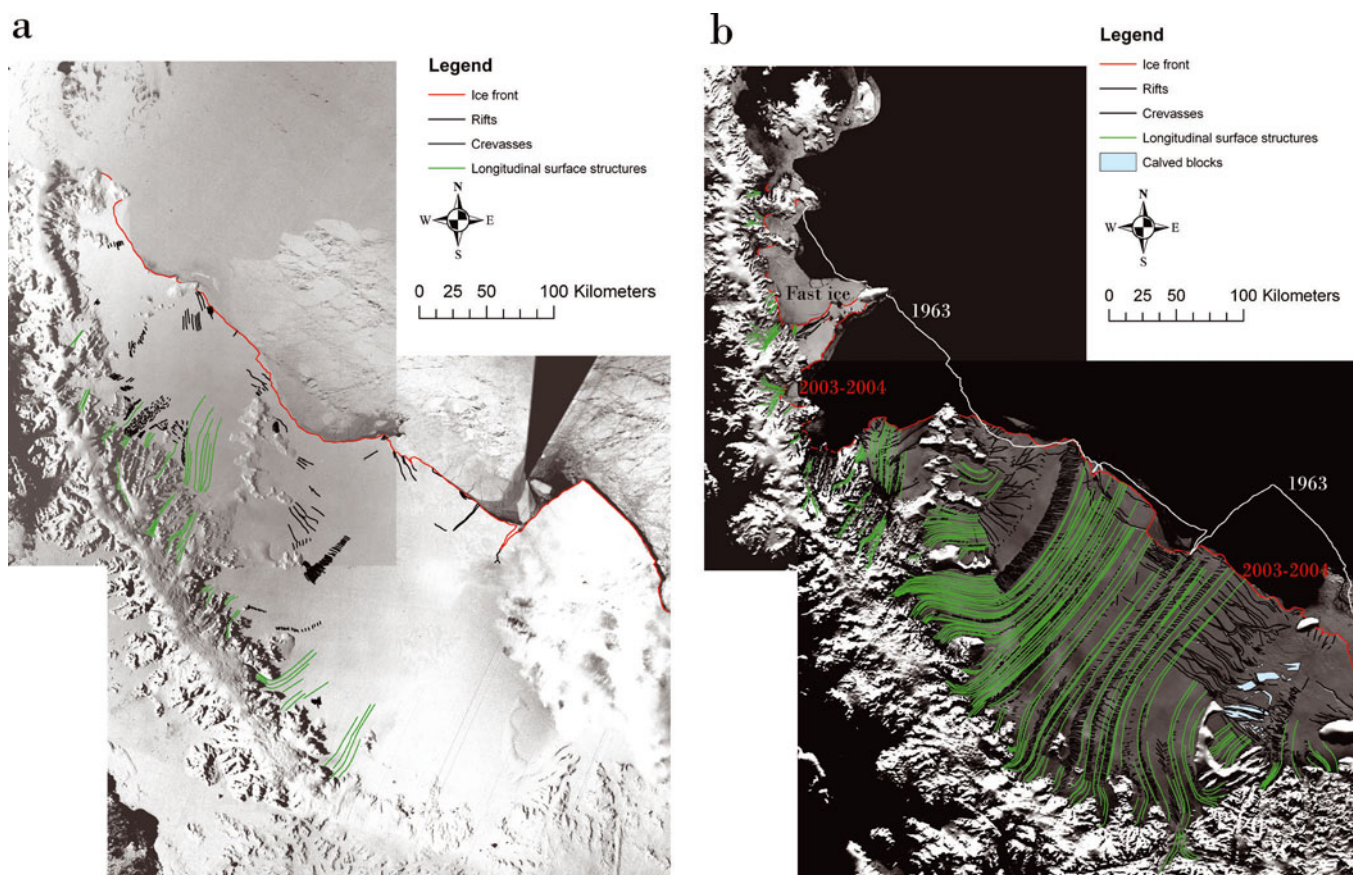 a
Legend
Ice front
Rifts
Crevasses
Longitudinal surface structures
N
W E
S
0 25 50 100 Kilometers
b
Legend
Ice front
Rifts
Crevasses
Longitudinal surface structures
Calved blocks
N
W E
S
0 25 50 100 Kilometers
Fast ice
1963
2003-2004
1963
2003-2004